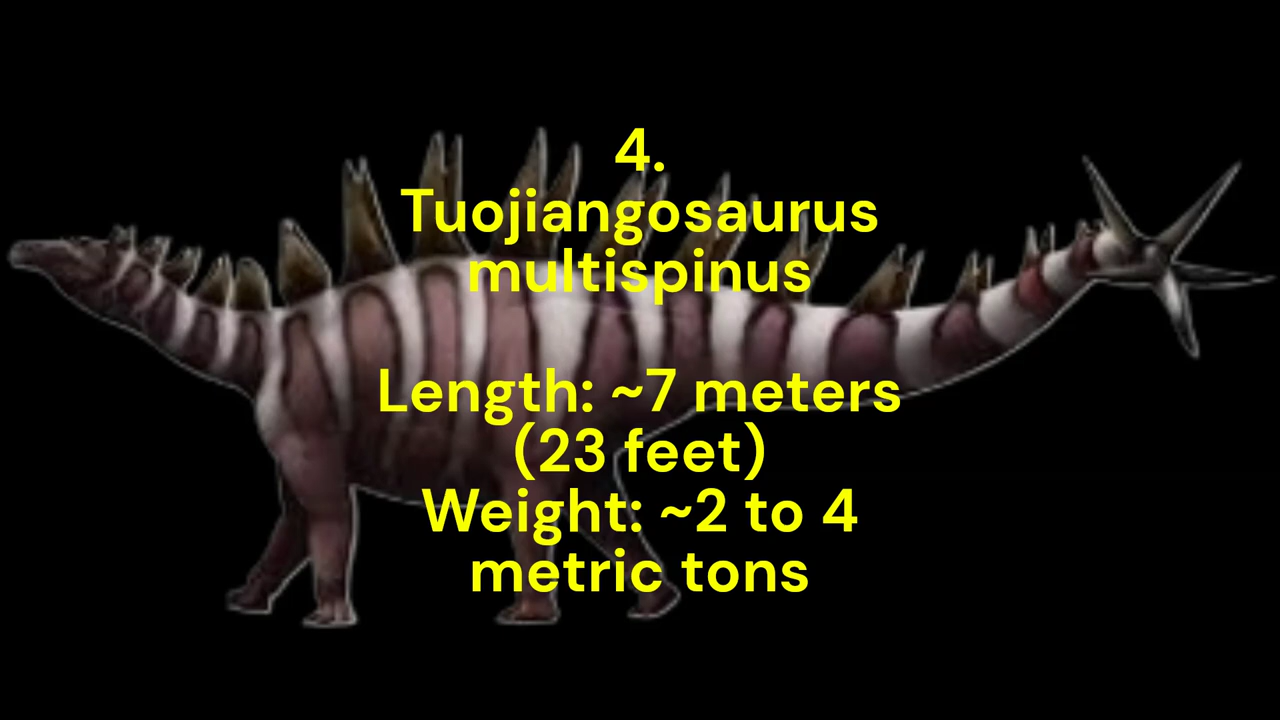 4.
Tuojiangosaurus
multispinus
Length: ~7 meters
(23 feet)
Weight: ~2 to 4
metric tons